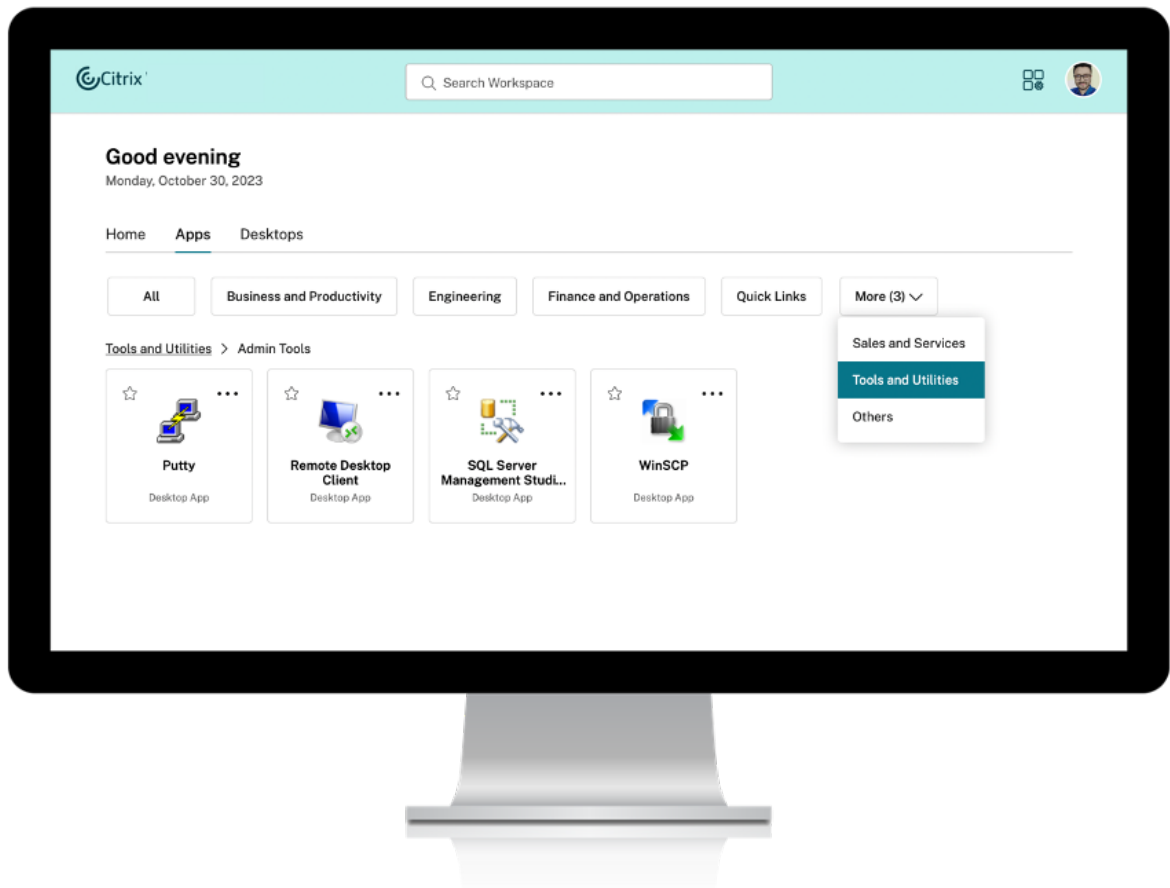 Citrix
Search Workspace
Good evening
Monday, October 30, 2023
Home Apps Desktops
All Business and Productivity Engineering Finance and Operations Quick Links More (3)
Sales and Services
Tools and Utilities
Others
Tools and Utilities > Admin Tools
Putty
Desktop App
Remote Desktop
Client
Desktop App
SQL Server
Management Studi...
Desktop App
WinSCP
Desktop App